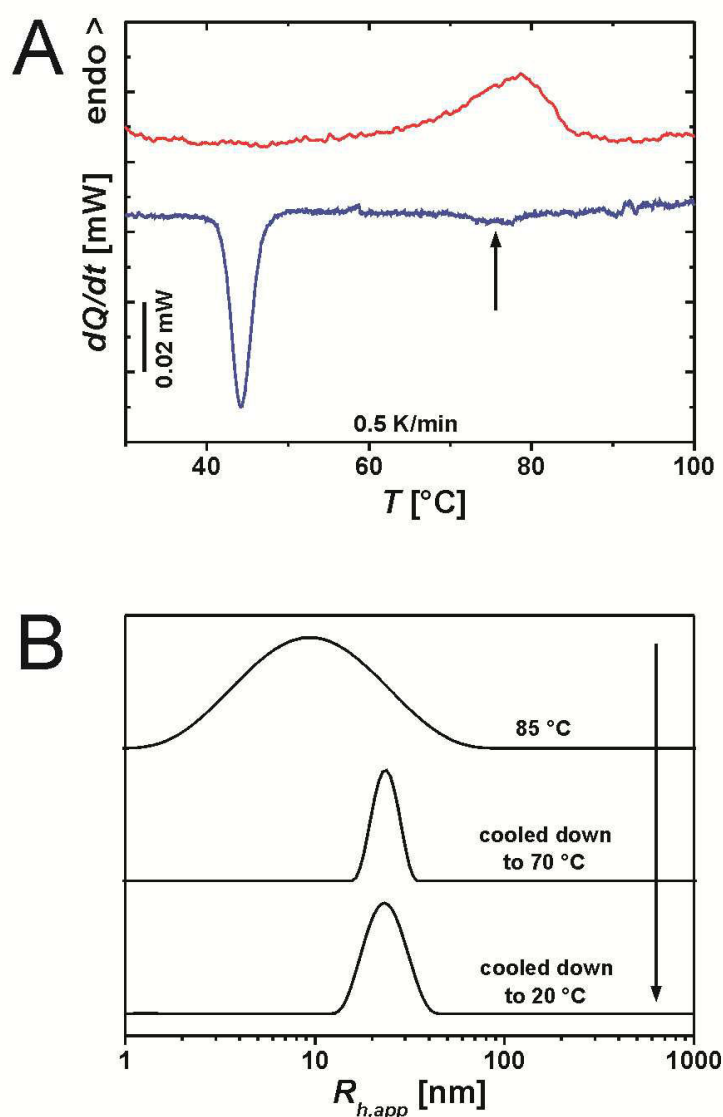 A
endo >
dQ/dt [mW]
0.02 mW
0.5 K/min
40 60 80 100
T [°C]
B
85 °C
cooled down
to 70 °C
cooled down
to 20 °C
1 10 100 1000
R h,app [nm]